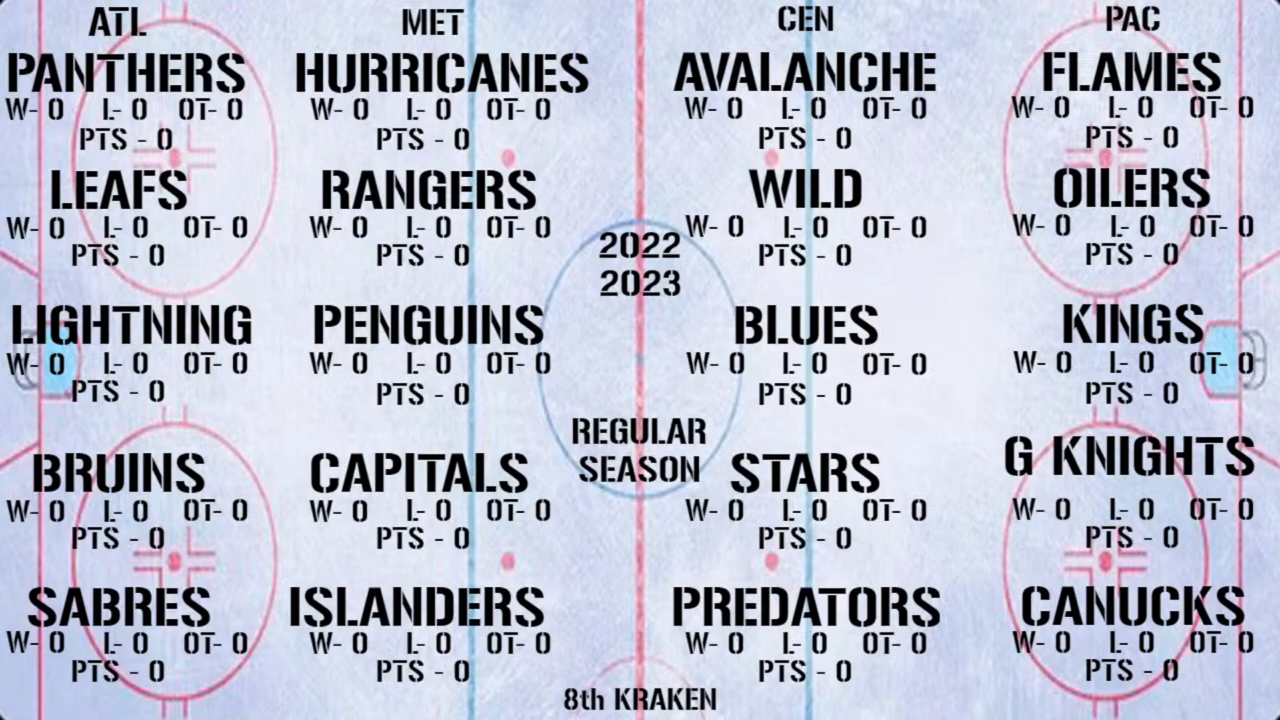 ATL
PANTHERS
W- 0 L- 0 OT- 0
PTS - 0
LEAFS
W- 0 L- 0 OT- 0
PTS - 0
LIGHTNING
W- 0 L- 0 OT- 0
PTS - 0
BRUINS
W- 0 L- 0 OT- 0
PTS - 0
SABRES
W- 0 L- 0 OT- 0
PTS - 0
MET
HURRICANES
W- 0 L- 0 OT- 0
PTS - 0
RANGERS
W- 0 L- 0 OT- 0
PTS - 0
PENGUINS
W- 0 L- 0 OT- 0
PTS - 0
CAPITALS
W- 0 L- 0 OT- 0
PTS - 0
ISLANDERS
W- 0 L- 0 OT- 0
PTS - 0
2022
2023
REGULAR
SEASON
8th KRAKEN
CEN
AVALANCHE
W- 0 L- 0 OT- 0
PTS - 0
WILD
W- 0 L- 0 OT- 0
PTS - 0
BLUES
W- 0 L- 0 OT- 0
PTS - 0
STARS
W- 0 L- 0 OT- 0
PTS - 0
PREDATORS
W- 0 L- 0 OT- 0
PTS - 0
PAC
FLAMES
W- 0 L- 0 OT- 0
PTS - 0
OILERS
W- 0 L- 0 OT- 0
PTS - 0
KINGS
W- 0 L- 0 OT- 0
PTS - 0
G KNIGHTS
W- 0 L- 0 OT- 0
PTS - 0
CANUCKS
W- 0 L- 0 OT- 0
PTS - 0